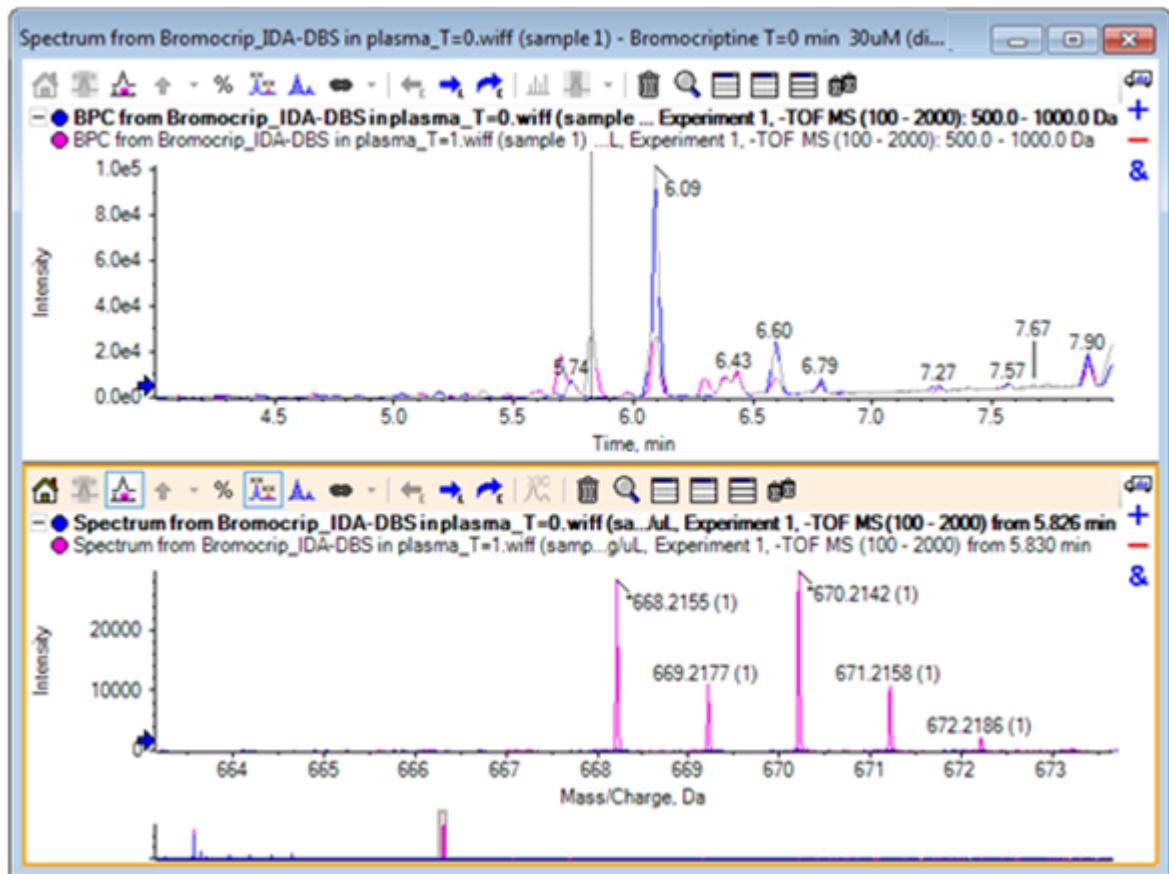 Spectrum from Bromocrip_IDA-DBS in plasma_T=0.wiff (sample 1) - Bromocriptine T=0 min 30uM (di...
%
BPC from Bromocrip_IDA-DBS in plasma_T=0.wiff (sample ... Experiment 1, -TOF MS (100 - 2000): 500.0 - 1000.0 Da
BPC from Bromocrip_IDA-DBS in plasma_T=1.wiff (sample 1) ...L, Experiment 1, -TOF MS (100 - 2000): 500.0 - 1000.0 Da
&
1.0e5
8.0e4
6.0e4
4.0e4
2.0e4
0.0e0
Intensity
6.09
5.74
6.43
6.60
6.79
7.27
7.57
7.67
7.90
4.5 5.0 5.5 6.0 6.5 7.0 7.5
Time, min
%
Spectrum from Bromocrip_IDA-DBS in plasma_T=0.wiff (sa.../uL, Experiment 1, -TOF MS (100 - 2000) from 5.826 min
Spectrum from Bromocrip_IDA-DBS in plasma_T=1.wiff (samp...g/uL, Experiment 1, -TOF MS (100 - 2000) from 5.830 min
&
20000
10000
0
Intensity
*668.2155 (1)
669.2177 (1)
*670.2142 (1)
671.2158 (1)
672.2186 (1)
664 665 666 667 668 669 670 671 672 673
Mass/Charge, Da